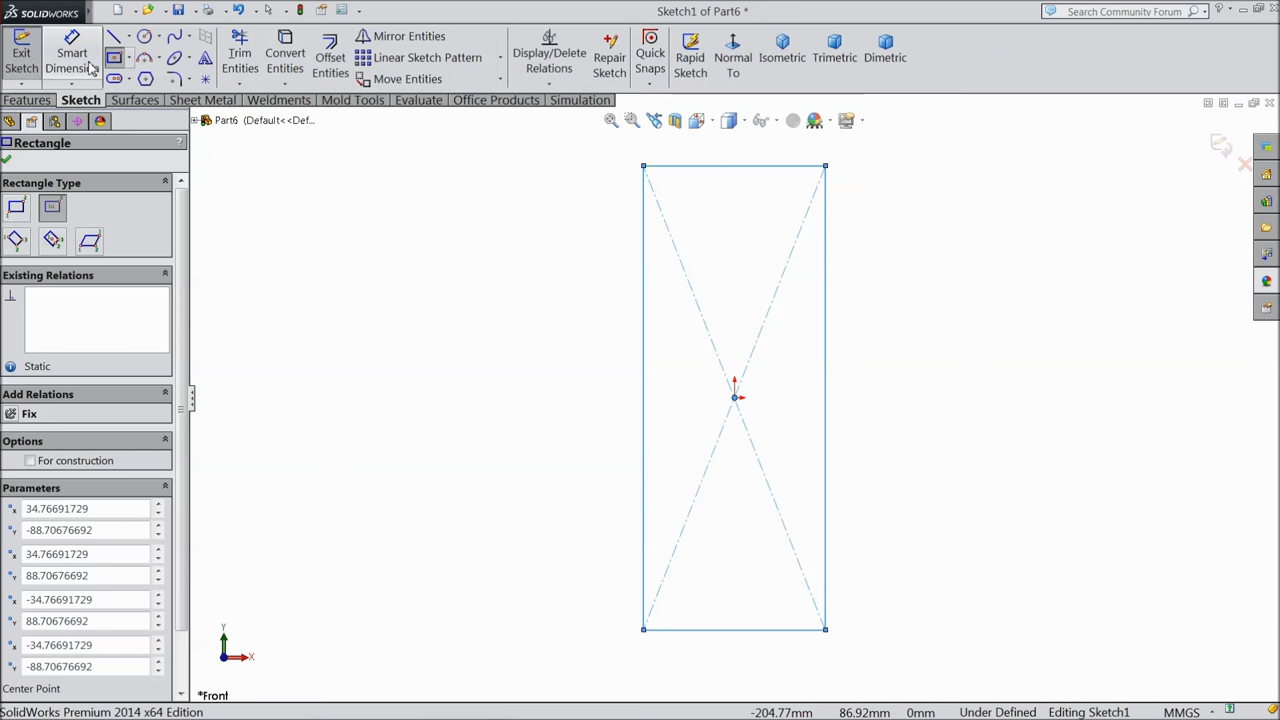 SOLIDWORKS
Sketch1 of Part6 *
Search Community Forum
Exit Sketch
Smart Dimension
Trim Entities
Convert Entities
Offset Entities
Mirror Entities
Linear Sketch Pattern
Move Entities
Display/Delete Relations
Repair Sketch
Quick Snaps
Rapid Sketch
Normal To
Isometric
Trimetric
Dimetric
Features Sketch Surfaces Sheet Metal Weldments Mold Tools Evaluate Office Products Simulation
Part6 (Default<<Def...
Rectangle
?
Rectangle Type
Existing Relations
Static
Add Relations
Fix
Options
For construction
Parameters
34.76691729
-88.70676692
34.76691729
88.70676692
-34.76691729
88.70676692
-34.76691729
-88.70676692
Center Point
Y
X
*Front
SolidWorks Premium 2014 x64 Edition
-204.77mm 86.92mm 0mm Under Defined Editing Sketch1 MMGS